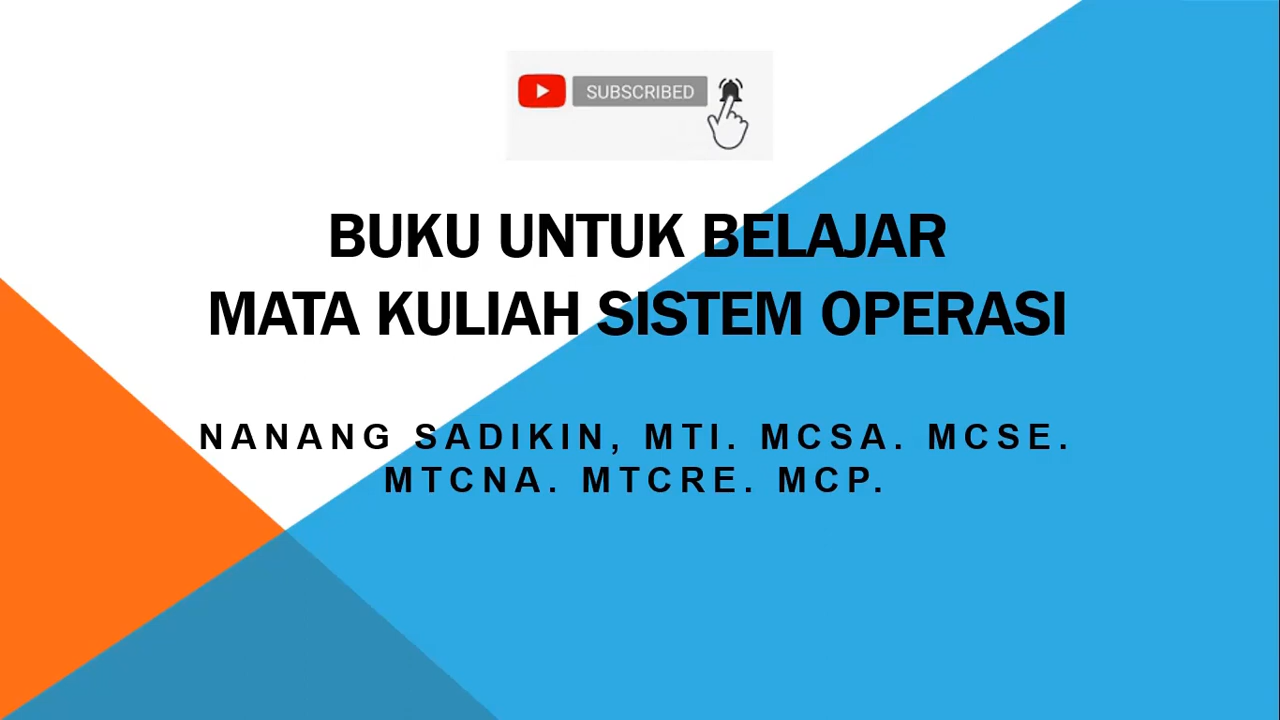 SUBSCRIBED
BUKU UNTUK BELAJAR
MATA KULIAH SISTEM OPERASI
NANANG SADIKIN, MTI. MCSA. MCSE.
MTCNA. MTCRE. MCP.